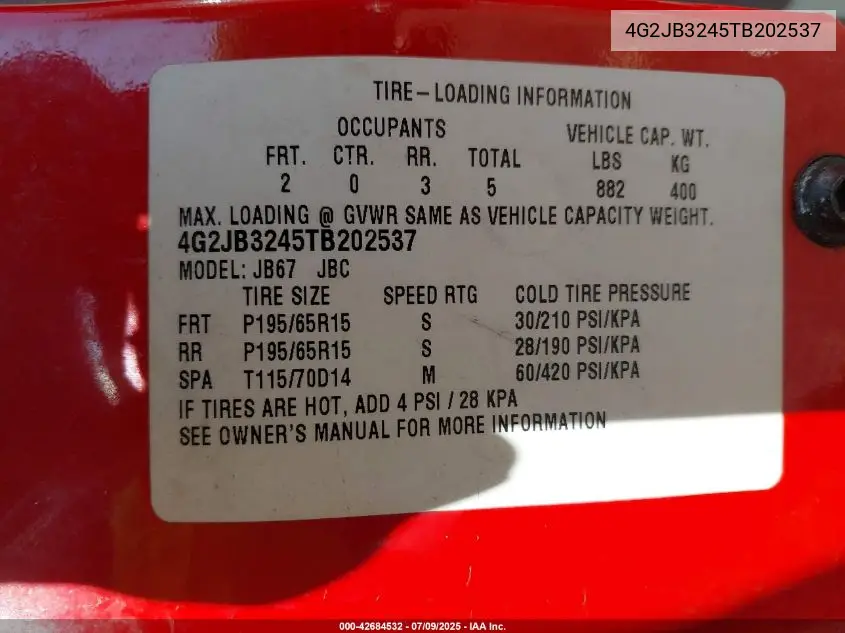 4G2JB3245TB202537
TIRE-LOADING INFORMATION
OCCUPANTS VEHICLE CAP. WT.
FRT. CTR. RR. TOTAL LBS KG
2 0 3 5 882 400
MAX. LOADING @ GVWR SAME AS VEHICLE CAPACITY WEIGHT.
4G2JB3245TB202537
MODEL: JB67 JBC
TIRE SIZE SPEED RTG COLD TIRE PRESSURE
FRT P195/65R15 S 30/210 PSI/KPA
RR P195/65R15 S 28/190 PSI/KPA
SPA T115/70D14 M 60/420 PSI/KPA
IF TIRES ARE HOT, ADD 4 PSI / 28 KPA
SEE OWNER'S MANUAL FOR MORE INFORMATION
000-42684532 - 07/09/2025 - IAA Inc.